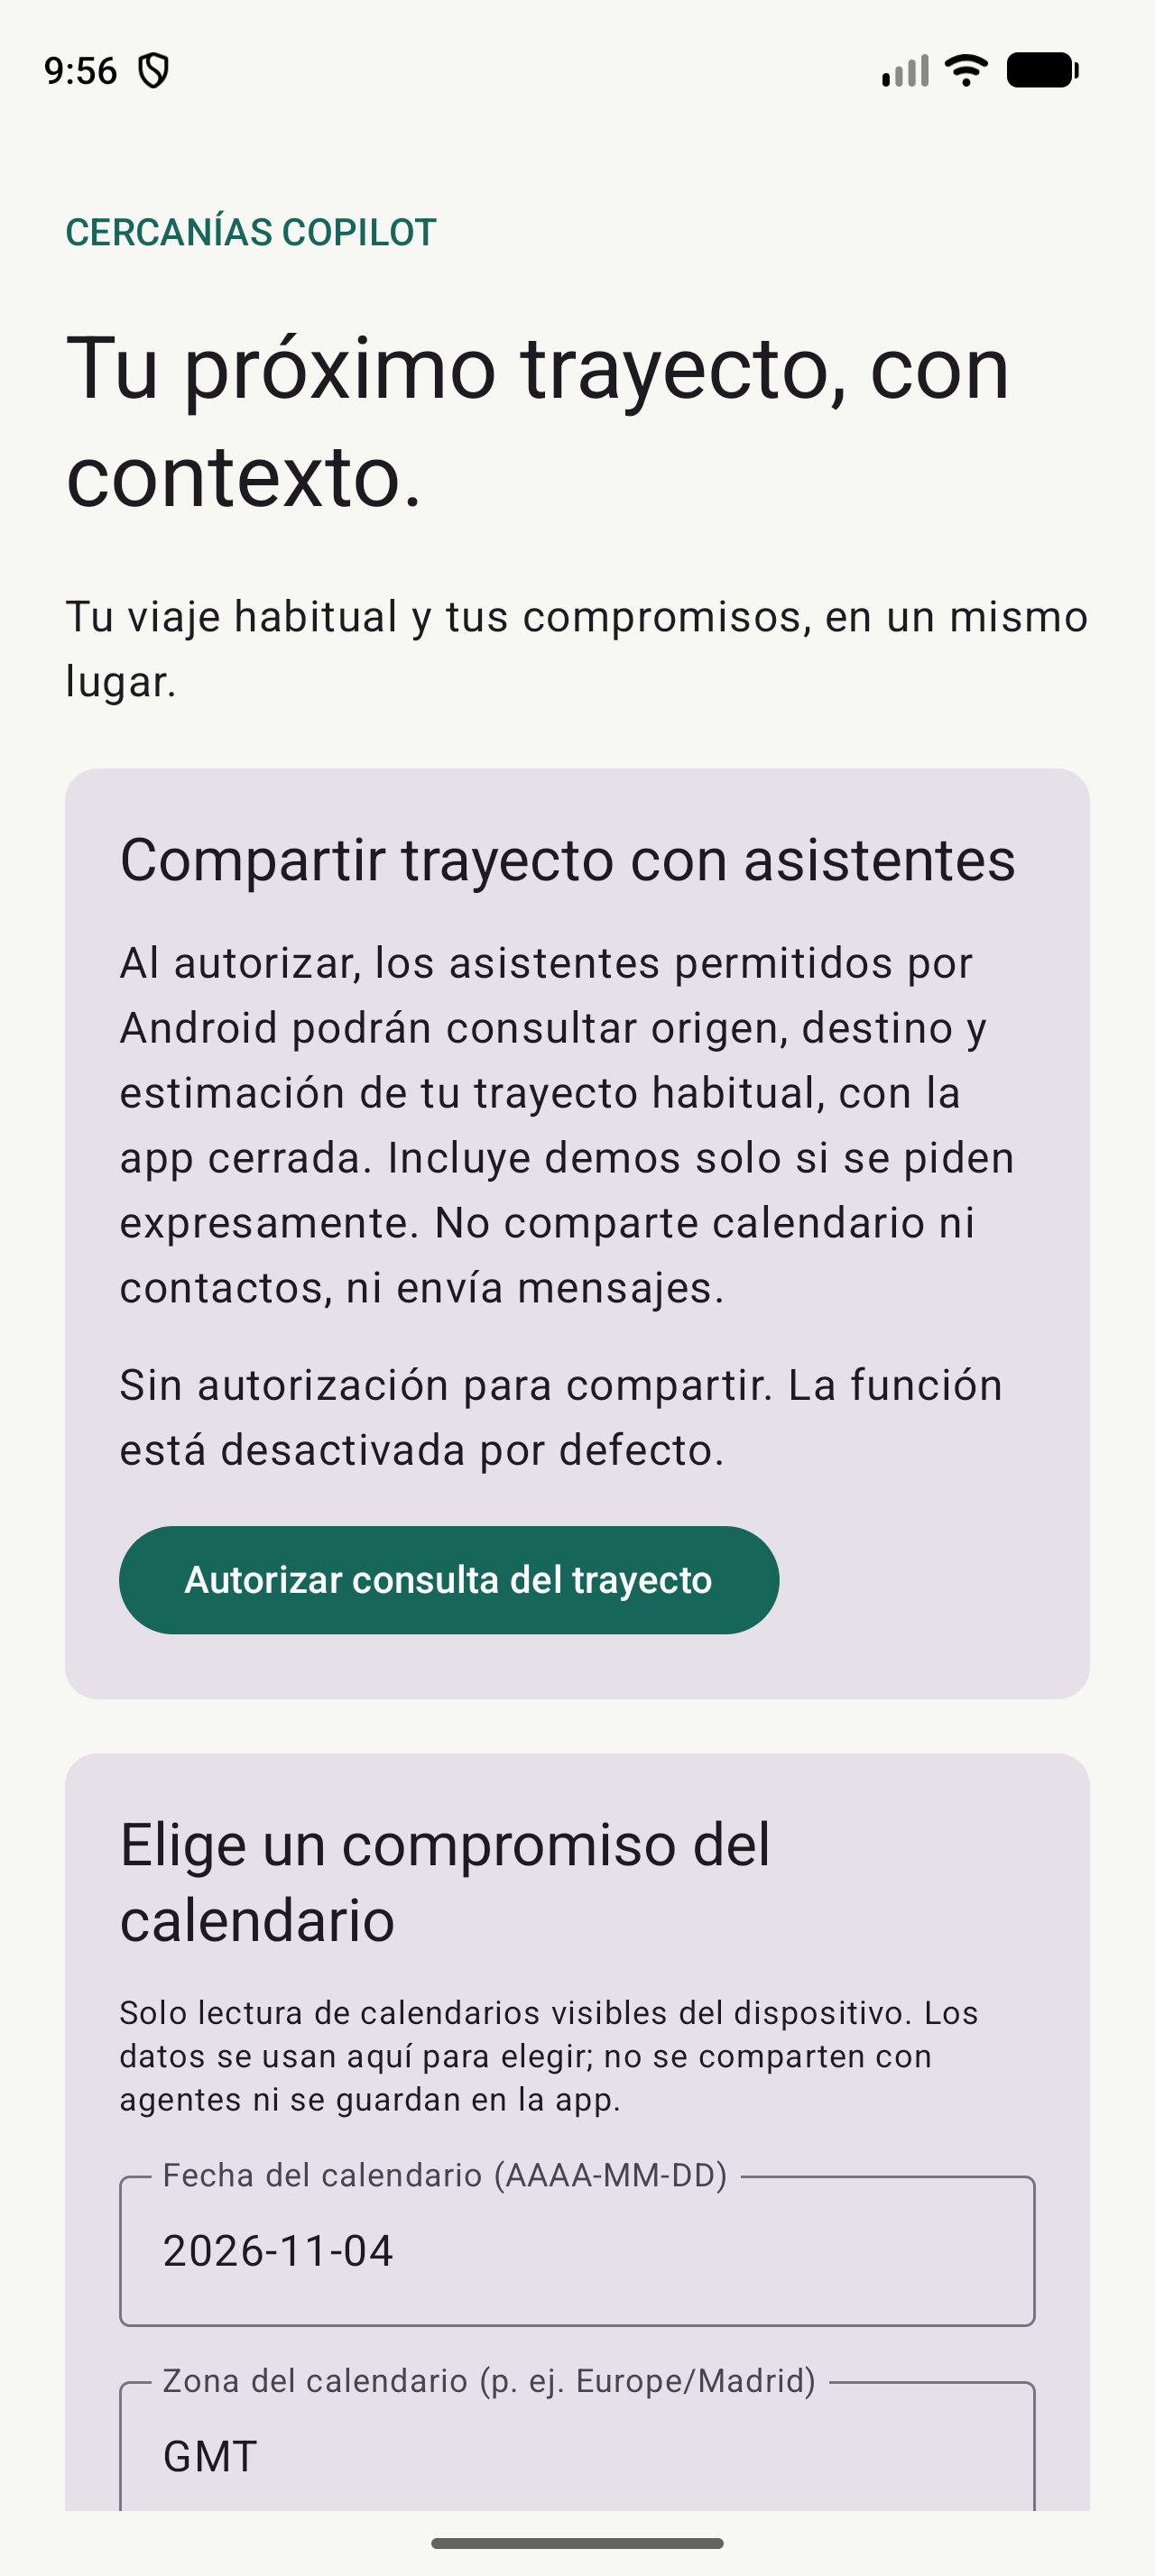 9:56
CERCANÍAS COPILOT
Tu próximo trayecto, con
contexto.
Tu viaje habitual y tus compromisos, en un mismo
lugar.
Compartir trayecto con asistentes
Al autorizar, los asistentes permitidos por
Android podrán consultar origen, destino y
estimación de tu trayecto habitual, con la
app cerrada. Incluye demos solo si se piden
expresamente. No comparte calendario ni
contactos, ni envía mensajes.
Sin autorización para compartir. La función
está desactivada por defecto.
Autorizar consulta del trayecto
Elige un compromiso del
calendario
Solo lectura de calendarios visibles del dispositivo. Los
datos se usan aquí para elegir; no se comparten con
agentes ni se guardan en la app.
Fecha del calendario (AAAA-MM-DD)
2026-11-04
Zona del calendario (p. ej. Europe/Madrid)
GMT